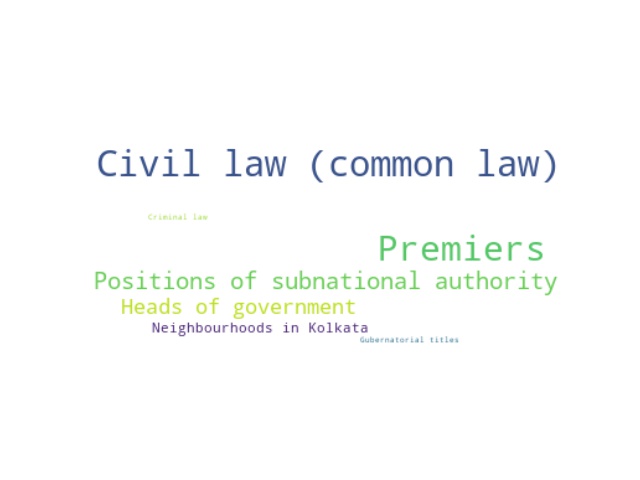 Civil law (common law)
Criminal law
Premiers
Positions of subnational authority
Heads of government
Neighbourhoods in Kolkata
Gubernatorial titles